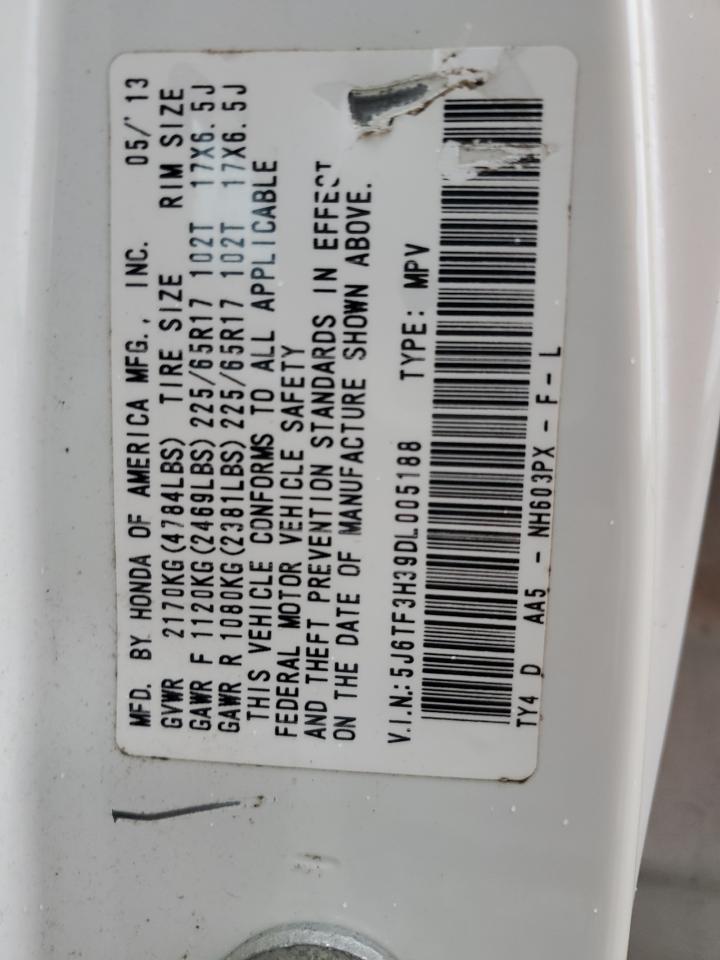 MFD. BY HONDA OF AMERICA MFG., INC. 05/'13
GVWR 2170KG(4784LBS) TIRE SIZE RIM SIZE
GAWR F 1120KG(2469LBS) 225/65R17 102T 17X6.5J
GAWR R 1080KG(2381LBS) 225/65R17 102T 17X6.5J
THIS VEHICLE CONFORMS TO ALL APPLICABLE
FEDERAL MOTOR VEHICLE SAFETY
AND THEFT PREVENTION STANDARDS IN EFFECT
ON THE DATE OF MANUFACTURE SHOWN ABOVE.
V.I.N.: 5J6TF3H39DL005188 TYPE: MPV
TY4 D AA5 - NH603PX - F - L